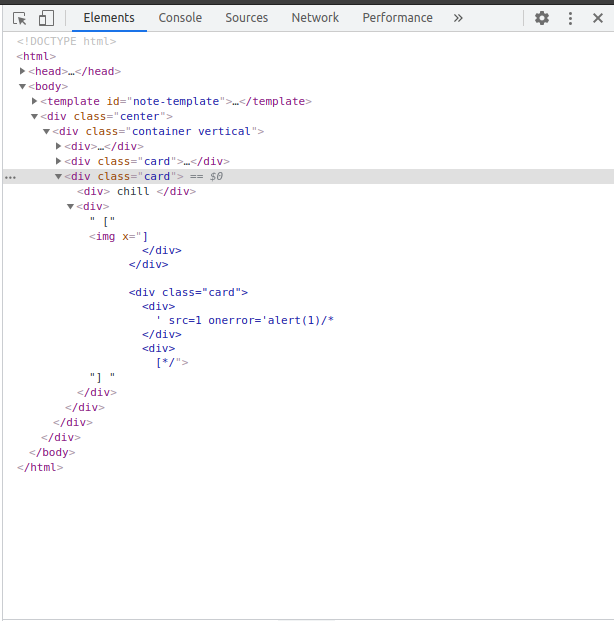 Elements Console Sources Network Performance »
<!DOCTYPE html>
<html>
<head>…</head>
<body>
<template id="note-template">…</template>
<div class="center">
<div class="container vertical">
<div>…</div>
<div class="card">…</div>
<div class="card"> == $0
<div> chill </div>
<div>
" ["
<img x="]
</div>
</div>
<div class="card">
<div>
' src=1 onerror='alert(1)/*
</div>
<div>
[*/">
"] "
</div>
</div>
</div>
</div>
</body>
</html>